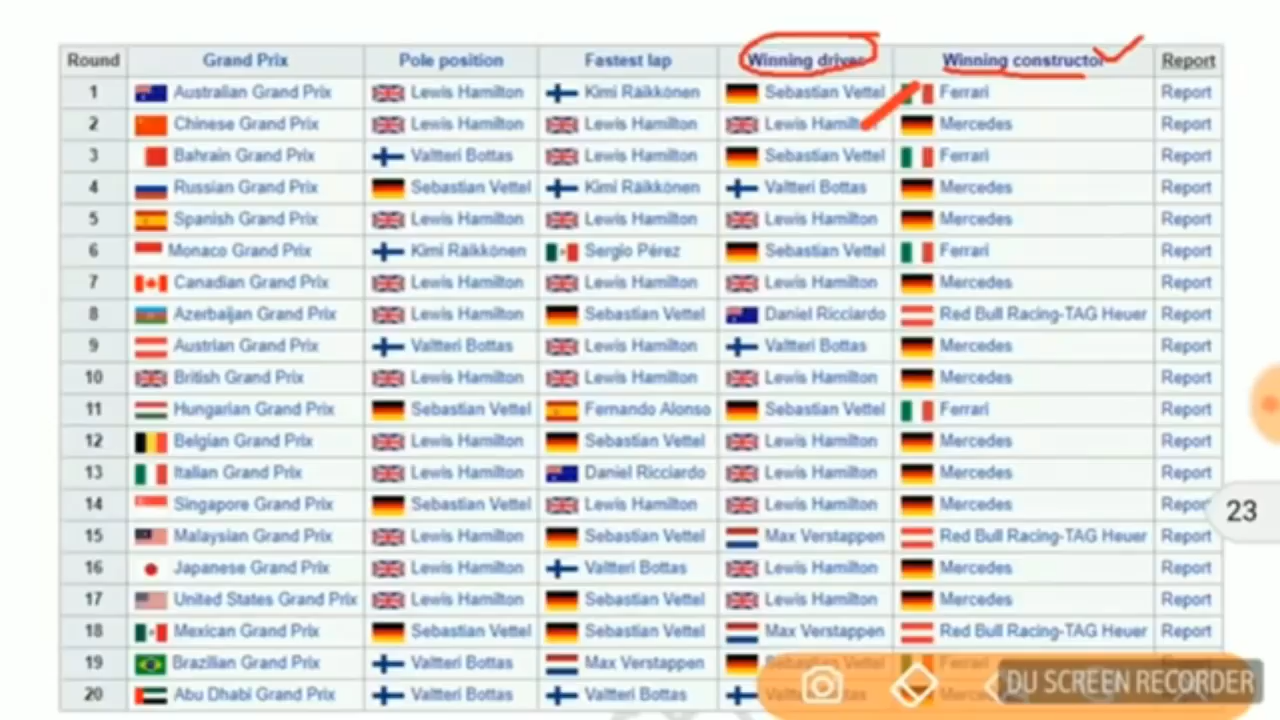 Round Grand Prix Pole position Fastest lap Winning driver Winning constructor Report
1 Australian Grand Prix Lewis Hamilton Kimi Räikkönen Sebastian Vettel Ferrari Report
2 Chinese Grand Prix Lewis Hamilton Lewis Hamilton Lewis Hamilton Mercedes Report
3 Bahrain Grand Prix Valtteri Bottas Lewis Hamilton Sebastian Vettel Ferrari Report
4 Russian Grand Prix Sebastian Vettel Kimi Räikkönen Valtteri Bottas Mercedes Report
5 Spanish Grand Prix Lewis Hamilton Lewis Hamilton Lewis Hamilton Mercedes Report
6 Monaco Grand Prix Kimi Räikkönen Sergio Pérez Sebastian Vettel Ferrari Report
7 Canadian Grand Prix Lewis Hamilton Lewis Hamilton Lewis Hamilton Mercedes Report
8 Azerbaijan Grand Prix Lewis Hamilton Sebastian Vettel Daniel Ricciardo Red Bull Racing-TAG Heuer Report
9 Austrian Grand Prix Valtteri Bottas Lewis Hamilton Valtteri Bottas Mercedes Report
10 British Grand Prix Lewis Hamilton Lewis Hamilton Lewis Hamilton Mercedes Report
11 Hungarian Grand Prix Sebastian Vettel Fernando Alonso Sebastian Vettel Ferrari Report
12 Belgian Grand Prix Lewis Hamilton Sebastian Vettel Lewis Hamilton Mercedes Report
13 Italian Grand Prix Lewis Hamilton Daniel Ricciardo Lewis Hamilton Mercedes Report
14 Singapore Grand Prix Sebastian Vettel Lewis Hamilton Lewis Hamilton Mercedes Report
23
15 Malaysian Grand Prix Lewis Hamilton Sebastian Vettel Max Verstappen Red Bull Racing-TAG Heuer Report
16 Japanese Grand Prix Lewis Hamilton Valtteri Bottas Lewis Hamilton Mercedes Report
17 United States Grand Prix Lewis Hamilton Sebastian Vettel Lewis Hamilton Mercedes Report
18 Mexican Grand Prix Sebastian Vettel Sebastian Vettel Max Verstappen Red Bull Racing-TAG Heuer Report
19 Brazilian Grand Prix Valtteri Bottas Max Verstappen Sebastian Vettel Ferrari
20 Abu Dhabi Grand Prix Valtteri Bottas Valtteri Bottas
DU SCREEN RECORDER